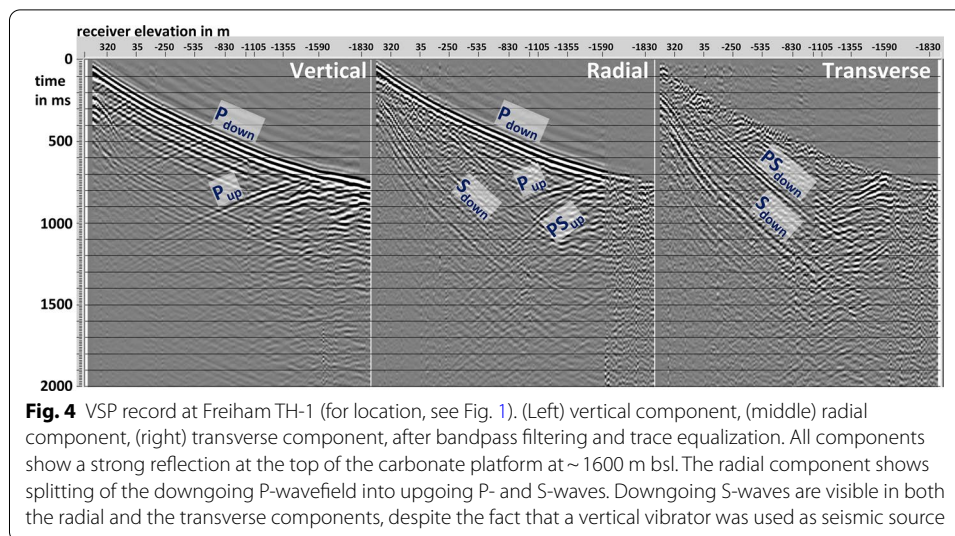 receiver elevation in m
320 35 -250 -535 -830 -1105 -1355 -1590 -1830 320 35 -250 -535 -830 -1105 -1355 -1590 -1830 320 35 -250 -535 -830 -1105 -1355 -1590 -1830
0
time
in ms
500
1000
1500
2000
Vertical
Radial
Transverse
P down
P up
P down
S down
P up
PS up
PS down
S down
Fig. 4 VSP record at Freiham TH-1 (for location, see Fig. 1). (Left) vertical component, (middle) radial
component, (right) transverse component, after bandpass filtering and trace equalization. All components
show a strong reflection at the top of the carbonate platform at ~ 1600 m bsl. The radial component shows
splitting of the downgoing P-wavefield into upgoing P- and S-waves. Downgoing S-waves are visible in both
the radial and the transverse components, despite the fact that a vertical vibrator was used as seismic source